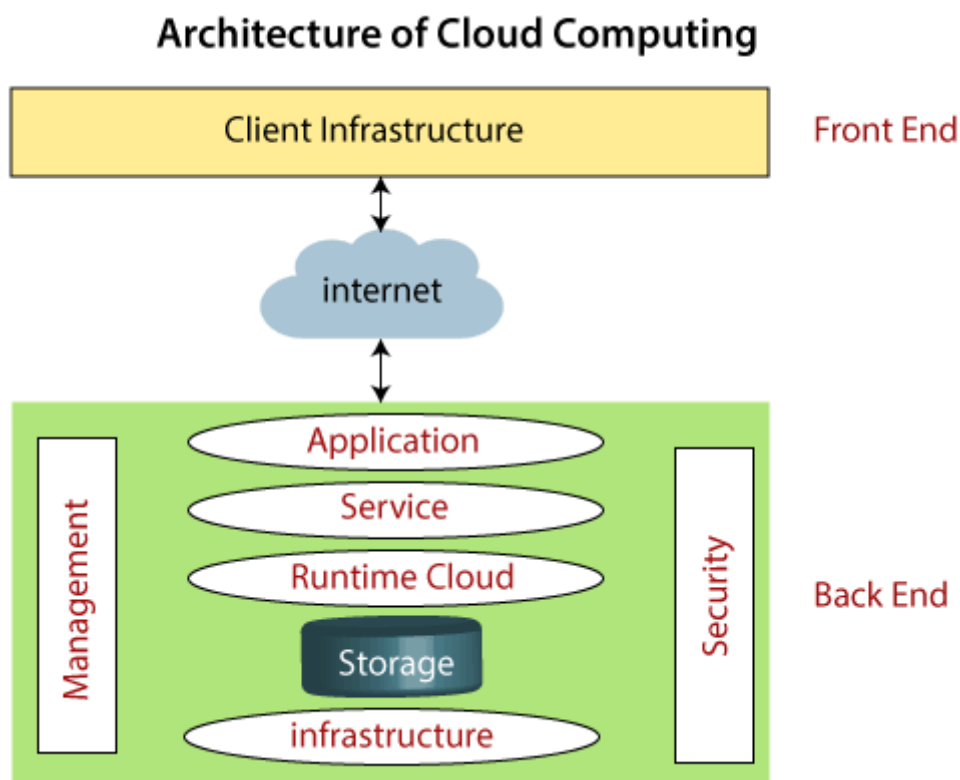 Architecture of Cloud Computing
Client Infrastructure
Front End
internet
Application
Service
Runtime Cloud
Storage
infrastructure
Management
Security
Back End